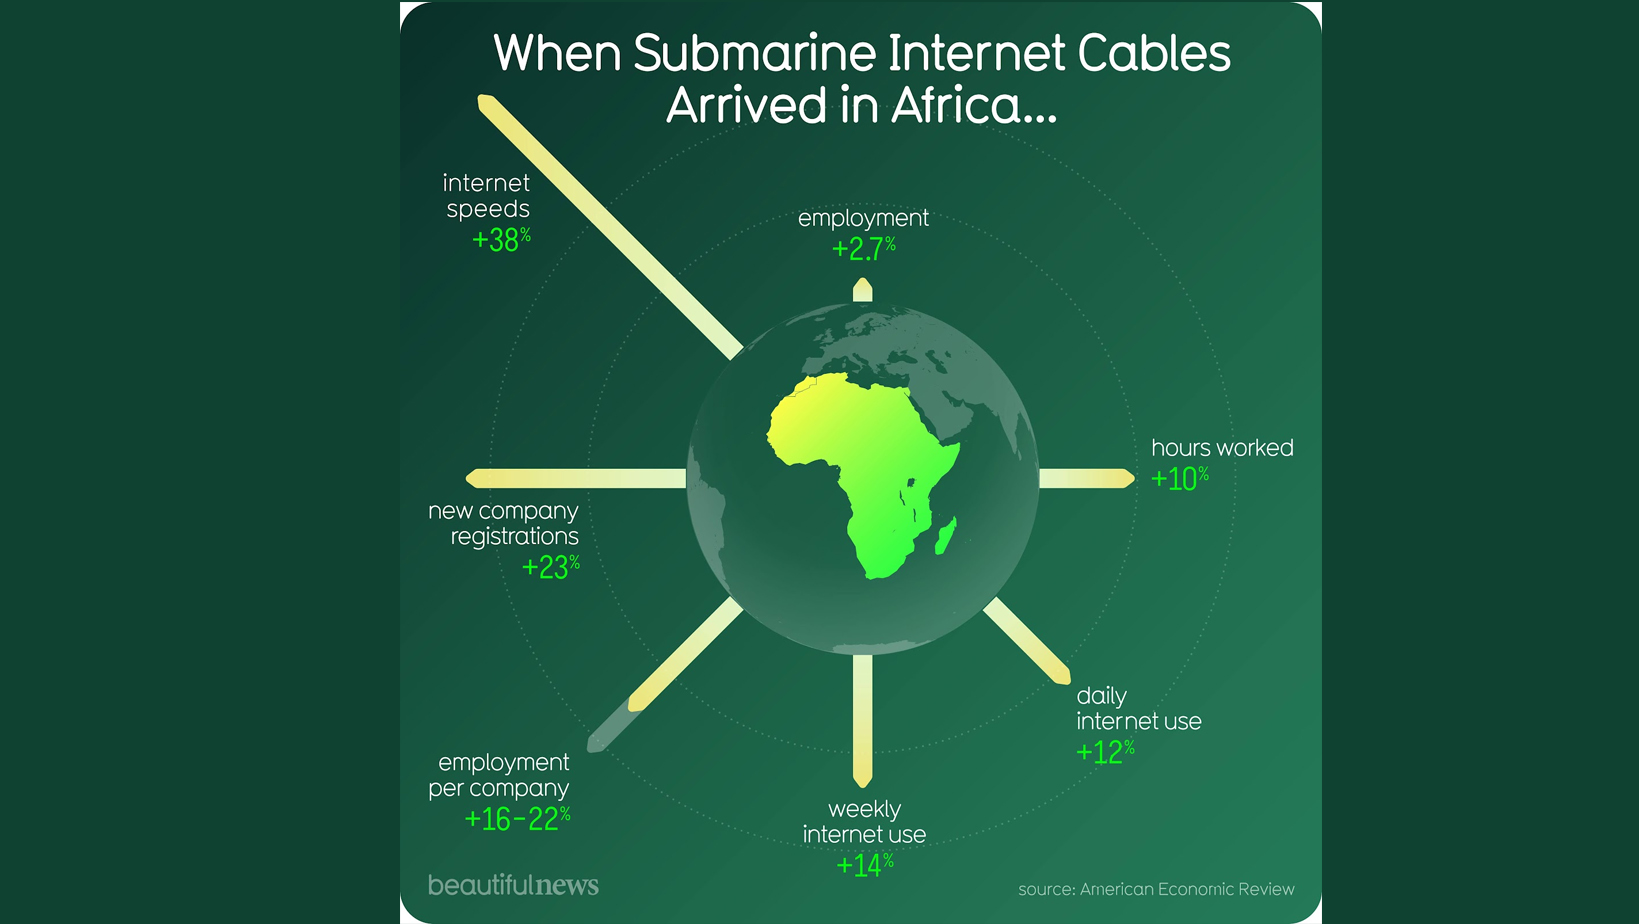 When Submarine Internet Cables
Arrived in Africa...
internet
speeds
+38%
employment
+2.7%
hours worked
+10%
new company
registrations
+23%
daily
internet use
+12%
employment
per company
+16-22%
weekly
internet use
+14%
beautifulnews
source: American Economic Review